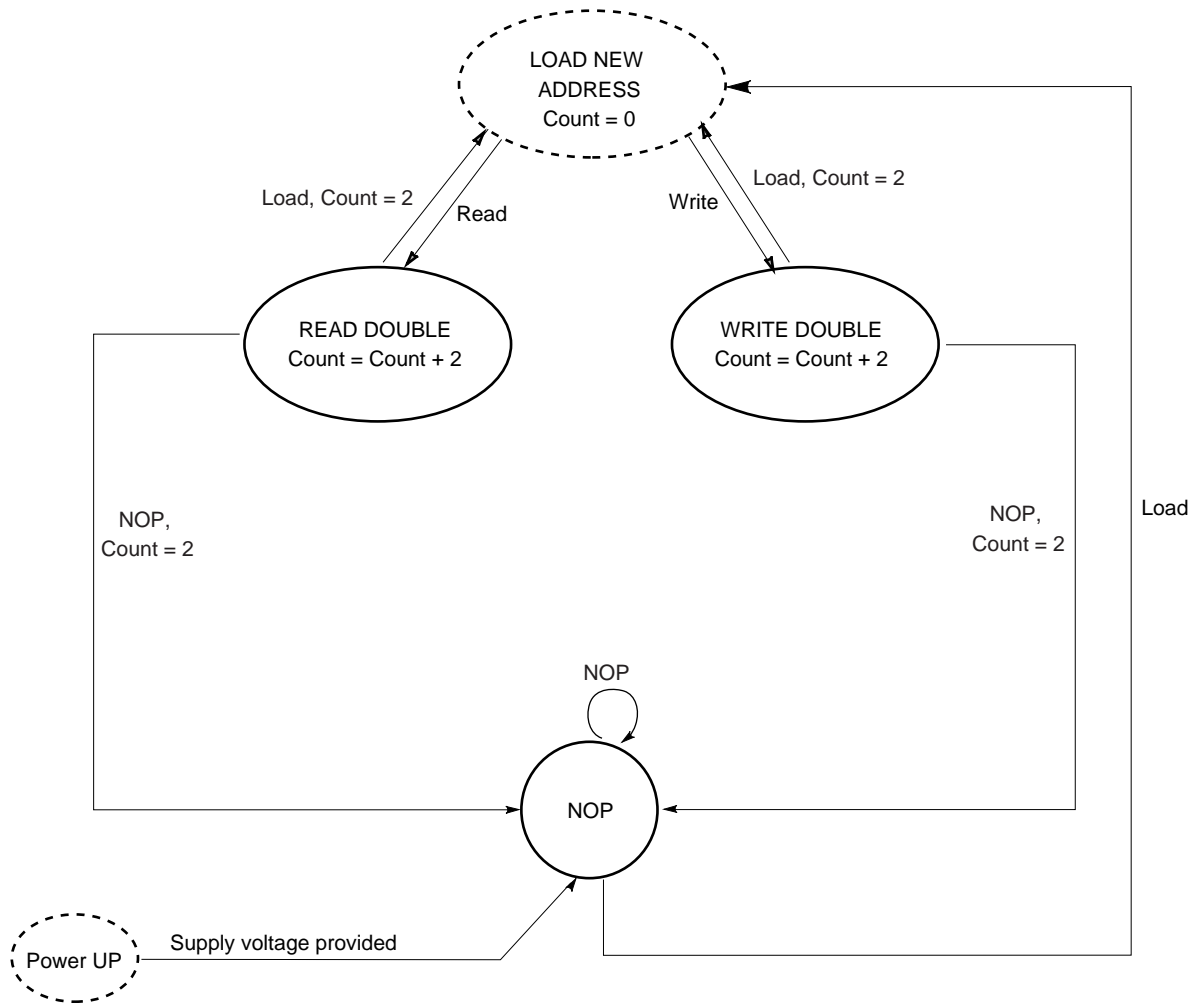 LOAD NEW
ADDRESS
Count = 0
Load, Count = 2
Read
Write
Load, Count = 2
READ DOUBLE
Count = Count + 2
WRITE DOUBLE
Count = Count + 2
NOP,
Count = 2
NOP,
Count = 2
Load
NOP
NOP
Supply voltage provided
Power UP